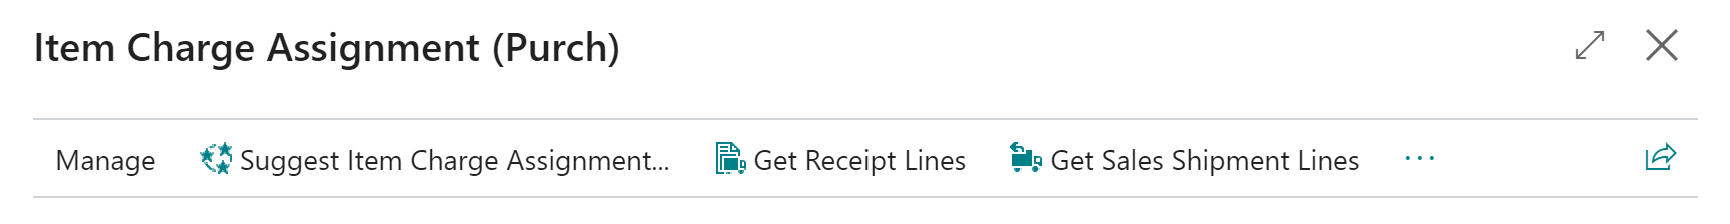 Item Charge Assignment (Purch)
Manage Suggest Item Charge Assignment... Get Receipt Lines Get Sales Shipment Lines ...